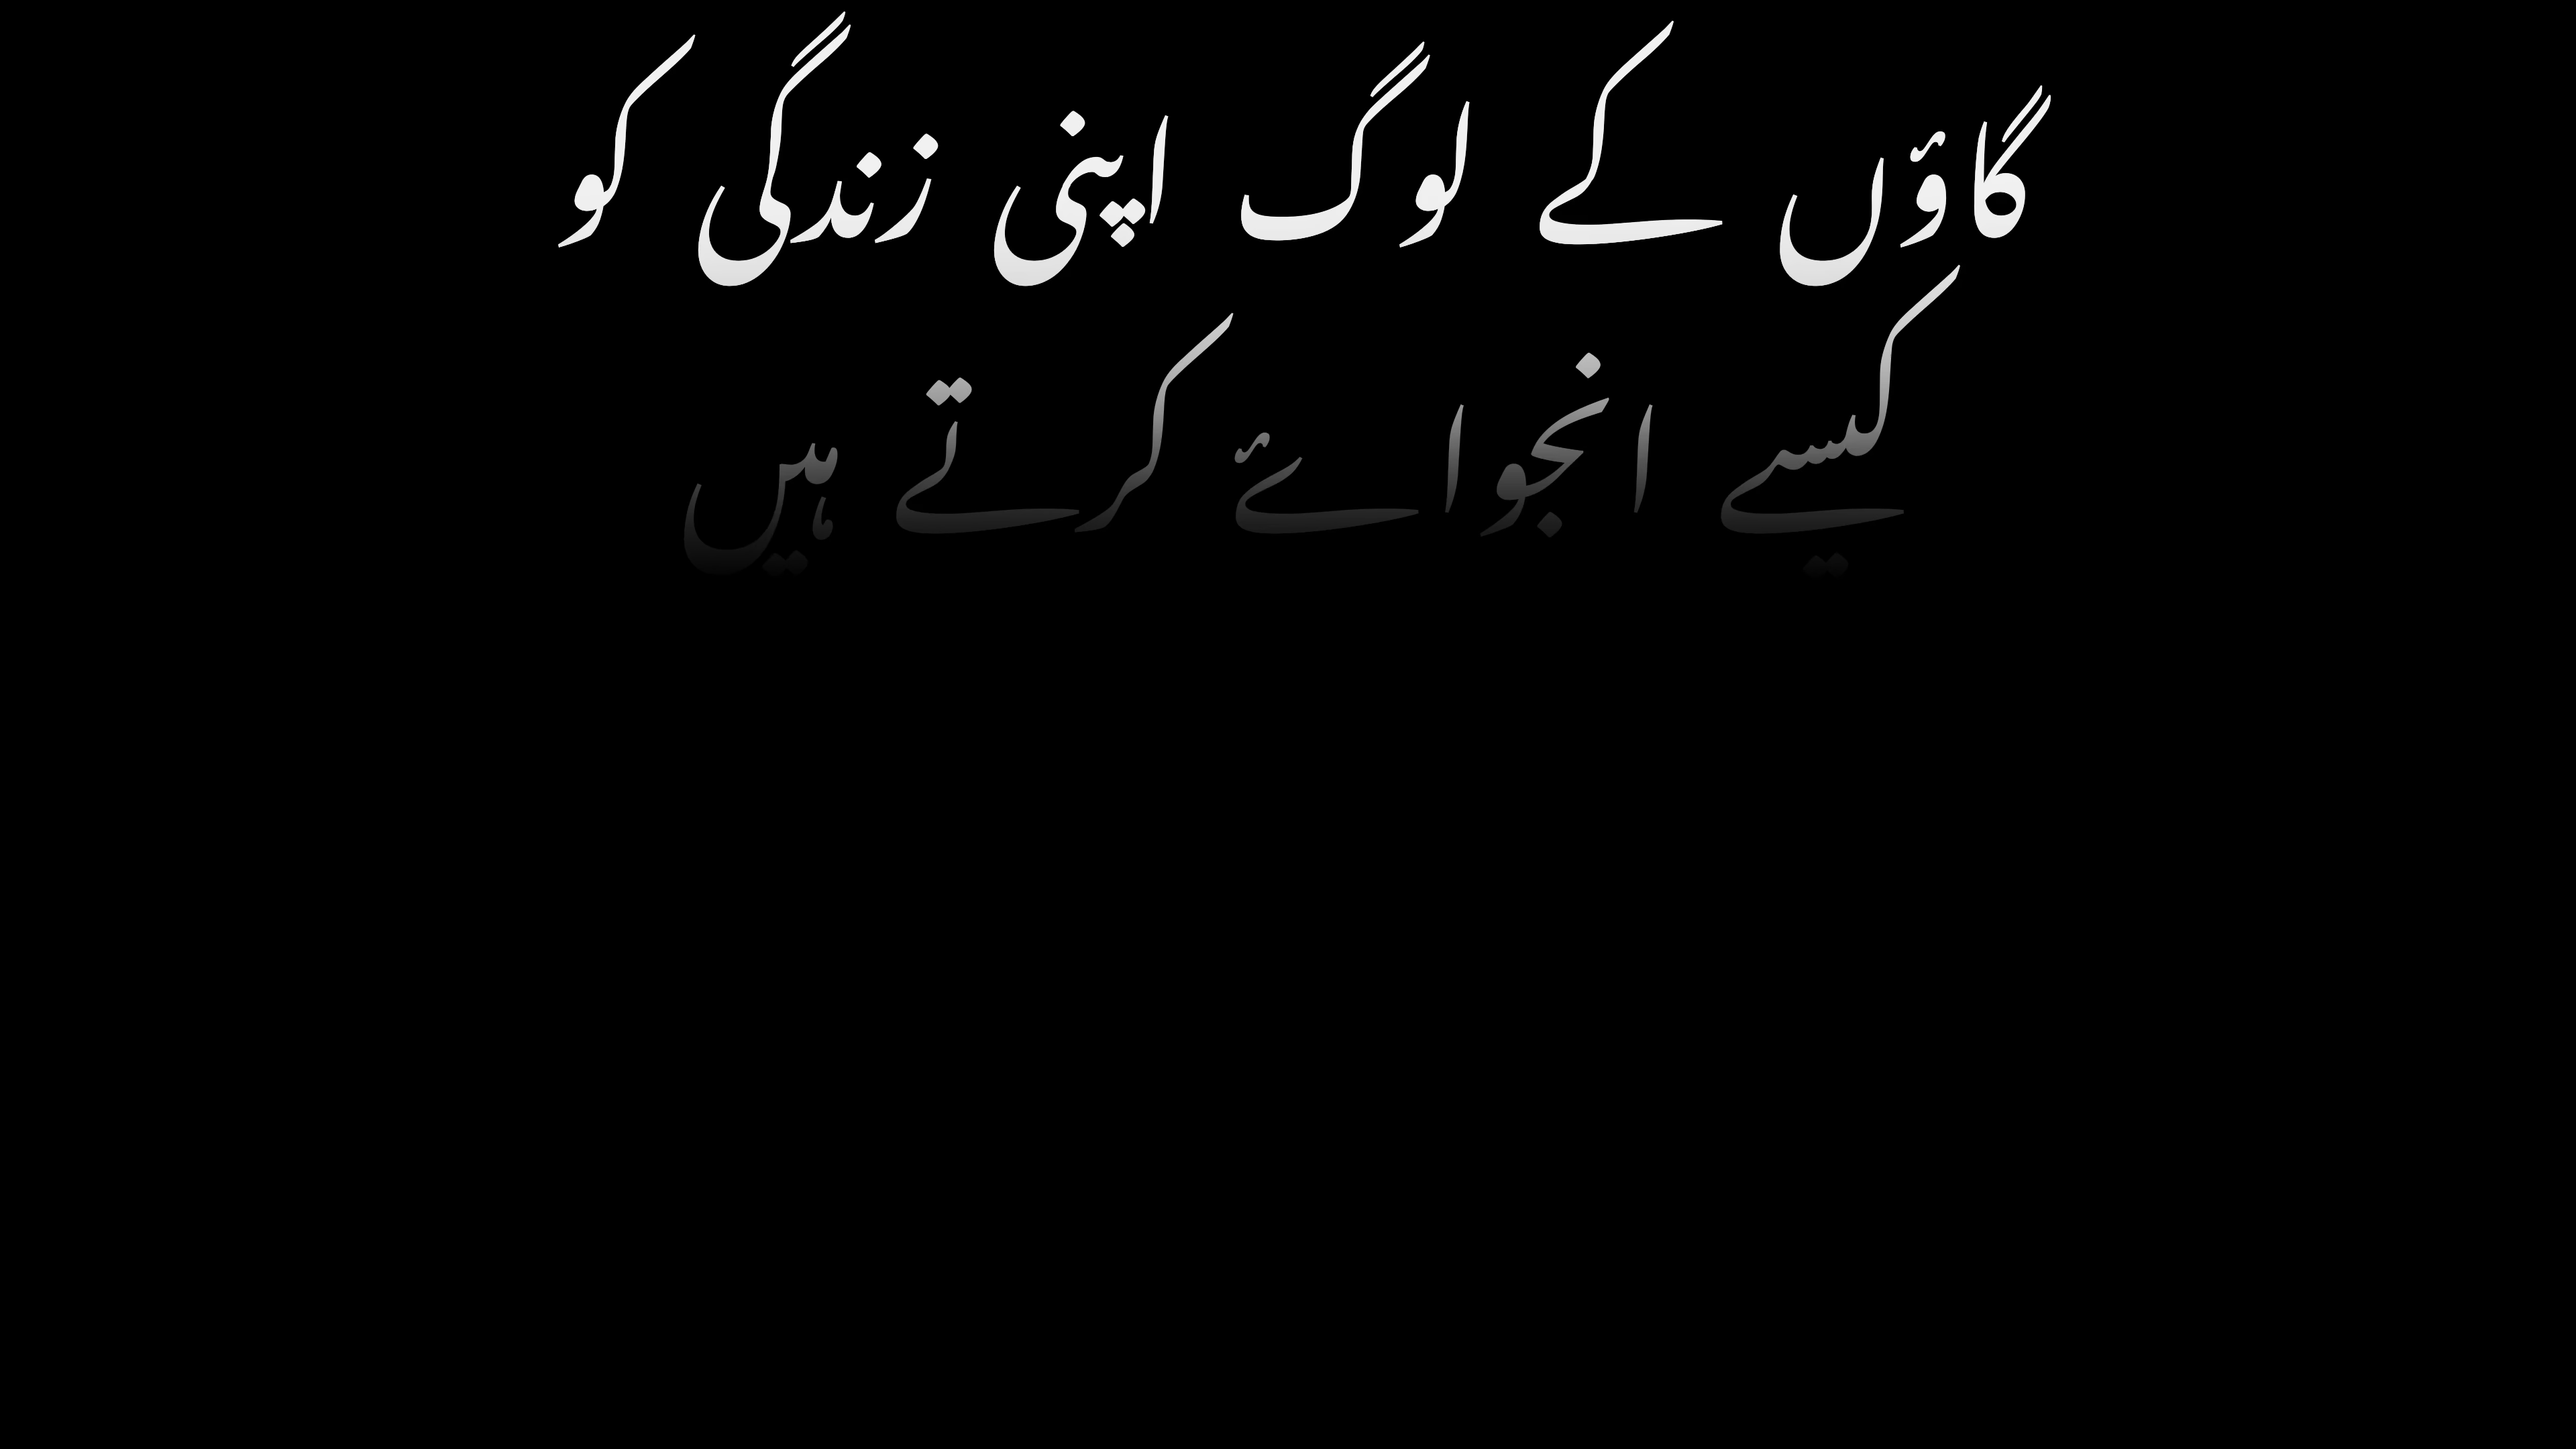 گاؤں کے لوگ اپنی زندگی کو
کیسے انجوائے کرتے ہیں